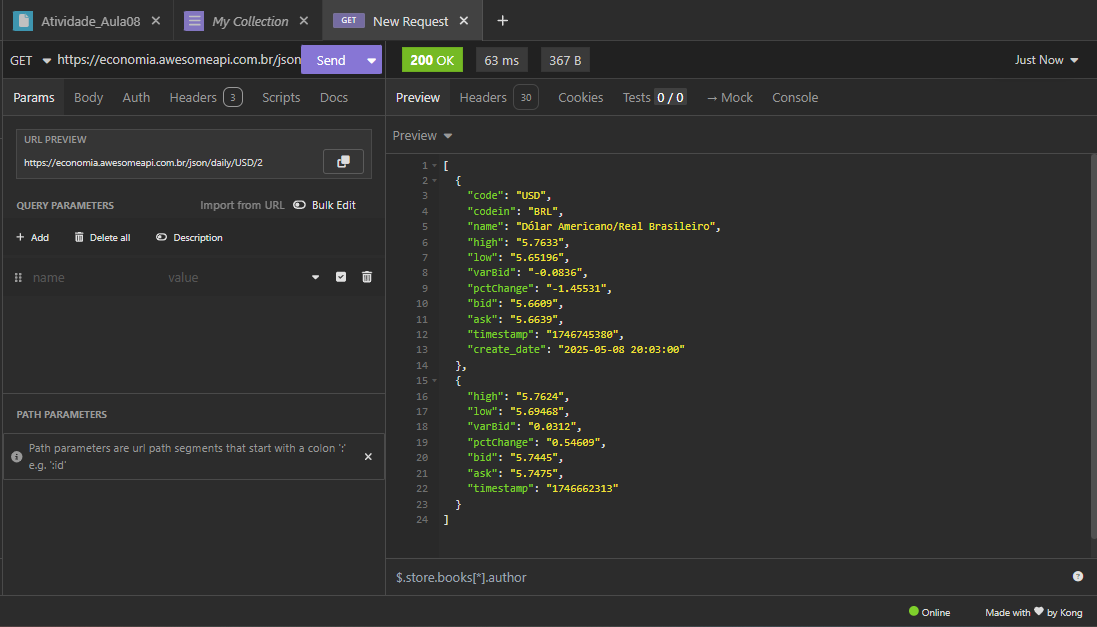 Atividade_Aula08 ✕ My Collection ✕ GET New Request ✕ +
GET https://economia.awesomeapi.com.br/json Send 200 OK 63 ms 367 B Just Now
Params Body Auth Headers 3 Scripts Docs
Preview Headers 30 Cookies Tests 0 / 0 → Mock Console
URL PREVIEW
https://economia.awesomeapi.com.br/json/daily/USD/2
QUERY PARAMETERS Import from URL Bulk Edit
+ Add Delete all Description
name value
PATH PARAMETERS
Path parameters are url path segments that start with a colon ':'
e.g. ':id' ✕
Preview
1 [
2 {
3 "code": "USD",
4 "codein": "BRL",
5 "name": "Dólar Americano/Real Brasileiro",
6 "high": "5.7633",
7 "low": "5.65196",
8 "varBid": "-0.0836",
9 "pctChange": "-1.45531",
10 "bid": "5.6609",
11 "ask": "5.6639",
12 "timestamp": "1746745380",
13 "create_date": "2025-05-08 20:03:00"
14 },
15 {
16 "high": "5.7624",
17 "low": "5.69468",
18 "varBid": "0.0312",
19 "pctChange": "0.54609",
20 "bid": "5.7445",
21 "ask": "5.7475",
22 "timestamp": "1746662313"
23 }
24 ]
$.store.books[*].author
Online Made with ♥ by Kong